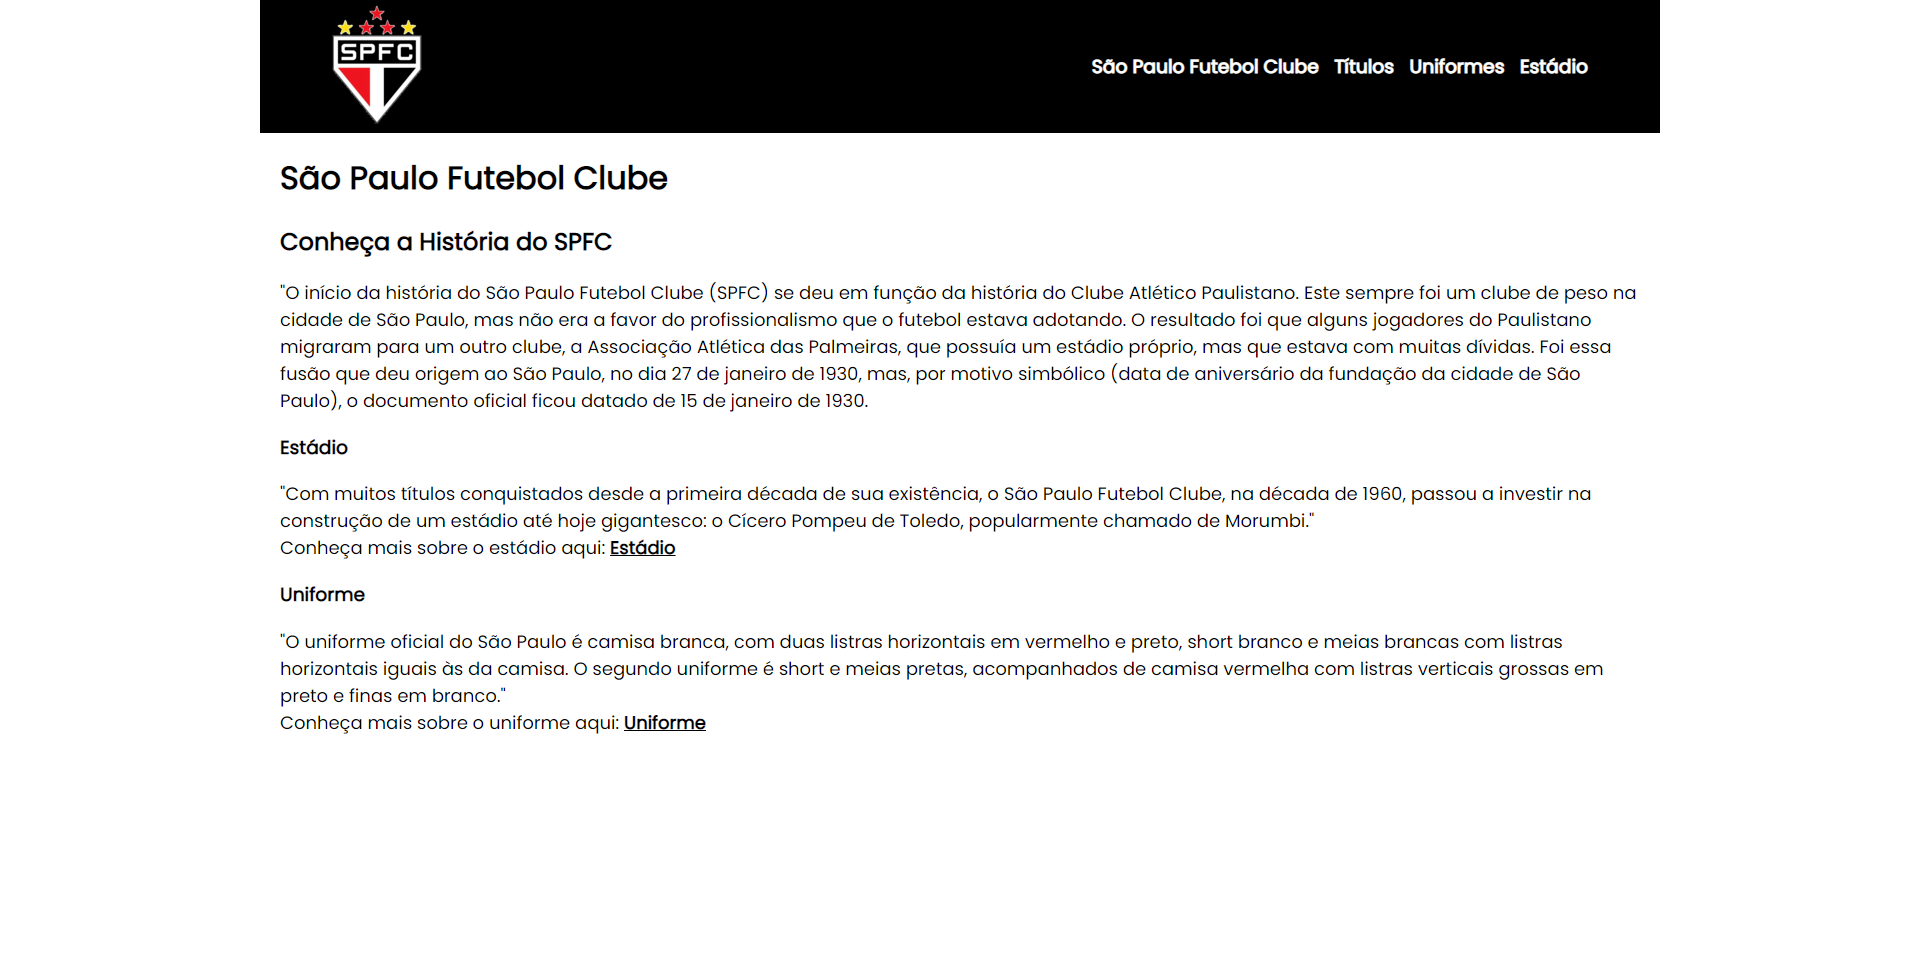 SPFC
São Paulo Futebol Clube Títulos Uniformes Estádio
São Paulo Futebol Clube
Conheça a História do SPFC
"O início da história do São Paulo Futebol Clube (SPFC) se deu em função da história do Clube Atlético Paulistano. Este sempre foi um clube de peso na
cidade de São Paulo, mas não era a favor do profissionalismo que o futebol estava adotando. O resultado foi que alguns jogadores do Paulistano
migraram para um outro clube, a Associação Atlética das Palmeiras, que possuía um estádio próprio, mas que estava com muitas dívidas. Foi essa
fusão que deu origem ao São Paulo, no dia 27 de janeiro de 1930, mas, por motivo simbólico (data de aniversário da fundação da cidade de São
Paulo), o documento oficial ficou datado de 15 de janeiro de 1930.
Estádio
"Com muitos títulos conquistados desde a primeira década de sua existência, o São Paulo Futebol Clube, na década de 1960, passou a investir na
construção de um estádio até hoje gigantesco: o Cícero Pompeu de Toledo, popularmente chamado de Morumbi."
Conheça mais sobre o estádio aqui: Estádio
Uniforme
"O uniforme oficial do São Paulo é camisa branca, com duas listras horizontais em vermelho e preto, short branco e meias brancas com listras
horizontais iguais às da camisa. O segundo uniforme é short e meias pretas, acompanhados de camisa vermelha com listras verticais grossas em
preto e finas em branco."
Conheça mais sobre o uniforme aqui: Uniforme